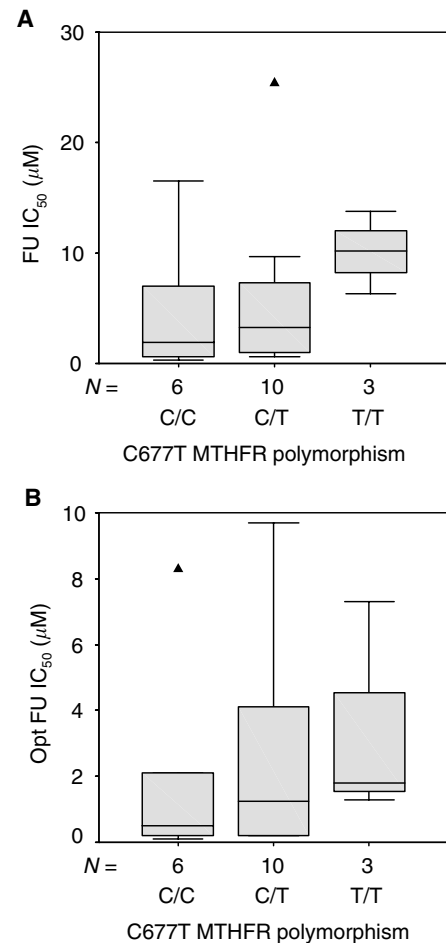 A
30
20
10
0
FU IC50 (μM)
N = 6 10 3
C/C C/T T/T
C677T MTHFR polymorphism
B
10
8
6
4
2
0
Opt FU IC50 (μM)
N = 6 10 3
C/C C/T T/T
C677T MTHFR polymorphism